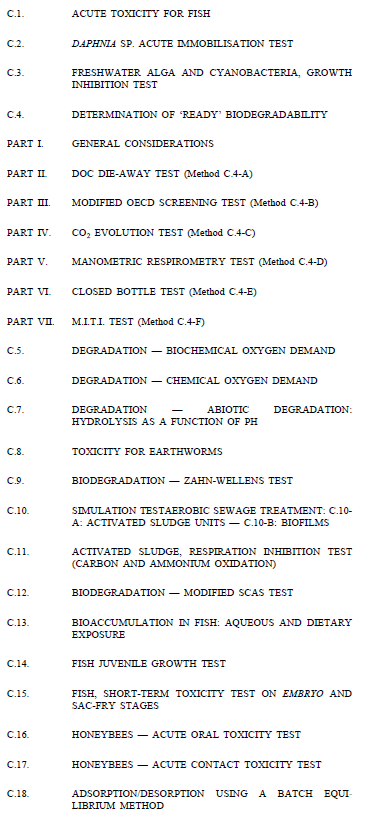 C.1. ACUTE TOXICITY FOR FISH
C.2. DAPHNIA SP. ACUTE IMMOBILISATION TEST
C.3. FRESHWATER ALGA AND CYANOBACTERIA, GROWTH
INHIBITION TEST
C.4. DETERMINATION OF ‘READY’ BIODEGRADABILITY
PART I. GENERAL CONSIDERATIONS
PART II. DOC DIE-AWAY TEST (Method C.4-A)
PART III. MODIFIED OECD SCREENING TEST (Method C.4-B)
PART IV. CO2 EVOLUTION TEST (Method C.4-C)
PART V. MANOMETRIC RESPIROMETRY TEST (Method C.4-D)
PART VI. CLOSED BOTTLE TEST (Method C.4-E)
PART VII. M.I.T.I. TEST (Method C.4-F)
C.5. DEGRADATION — BIOCHEMICAL OXYGEN DEMAND
C.6. DEGRADATION — CHEMICAL OXYGEN DEMAND
C.7. DEGRADATION — ABIOTIC DEGRADATION:
HYDROLYSIS AS A FUNCTION OF PH
C.8. TOXICITY FOR EARTHWORMS
C.9. BIODEGRADATION — ZAHN-WELLENS TEST
C.10. SIMULATION TESTAEROBIC SEWAGE TREATMENT: C.10-
A: ACTIVATED SLUDGE UNITS — C.10-B: BIOFILMS
C.11. ACTIVATED SLUDGE, RESPIRATION INHIBITION TEST
(CARBON AND AMMONIUM OXIDATION)
C.12. BIODEGRADATION — MODIFIED SCAS TEST
C.13. BIOACCUMULATION IN FISH: AQUEOUS AND DIETARY
EXPOSURE
C.14. FISH JUVENILE GROWTH TEST
C.15. FISH, SHORT-TERM TOXICITY TEST ON EMBRYO AND
SAC-FRY STAGES
C.16. HONEYBEES — ACUTE ORAL TOXICITY TEST
C.17. HONEYBEES — ACUTE CONTACT TOXICITY TEST
C.18. ADSORPTION/DESORPTION USING A BATCH EQUI-
LIBRIUM METHOD